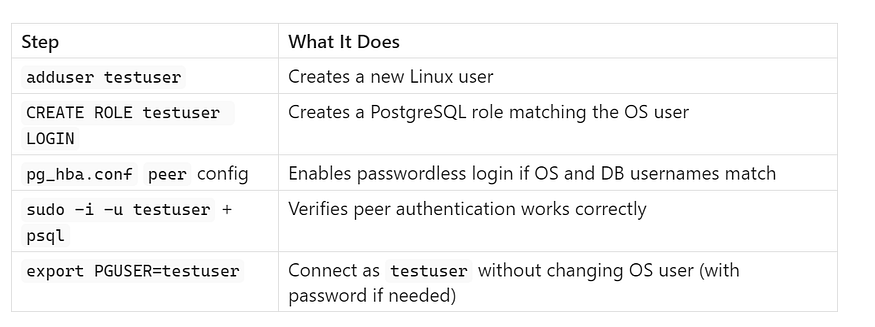 Step What It Does
adduser testuser Creates a new Linux user
CREATE ROLE testuser Creates a PostgreSQL role matching the OS user
LOGIN
pg_hba.conf peer config Enables passwordless login if OS and DB usernames match
sudo -i -u testuser + Verifies peer authentication works correctly
psql
export PGUSER=testuser Connect as testuser without changing OS user (with
password if needed)